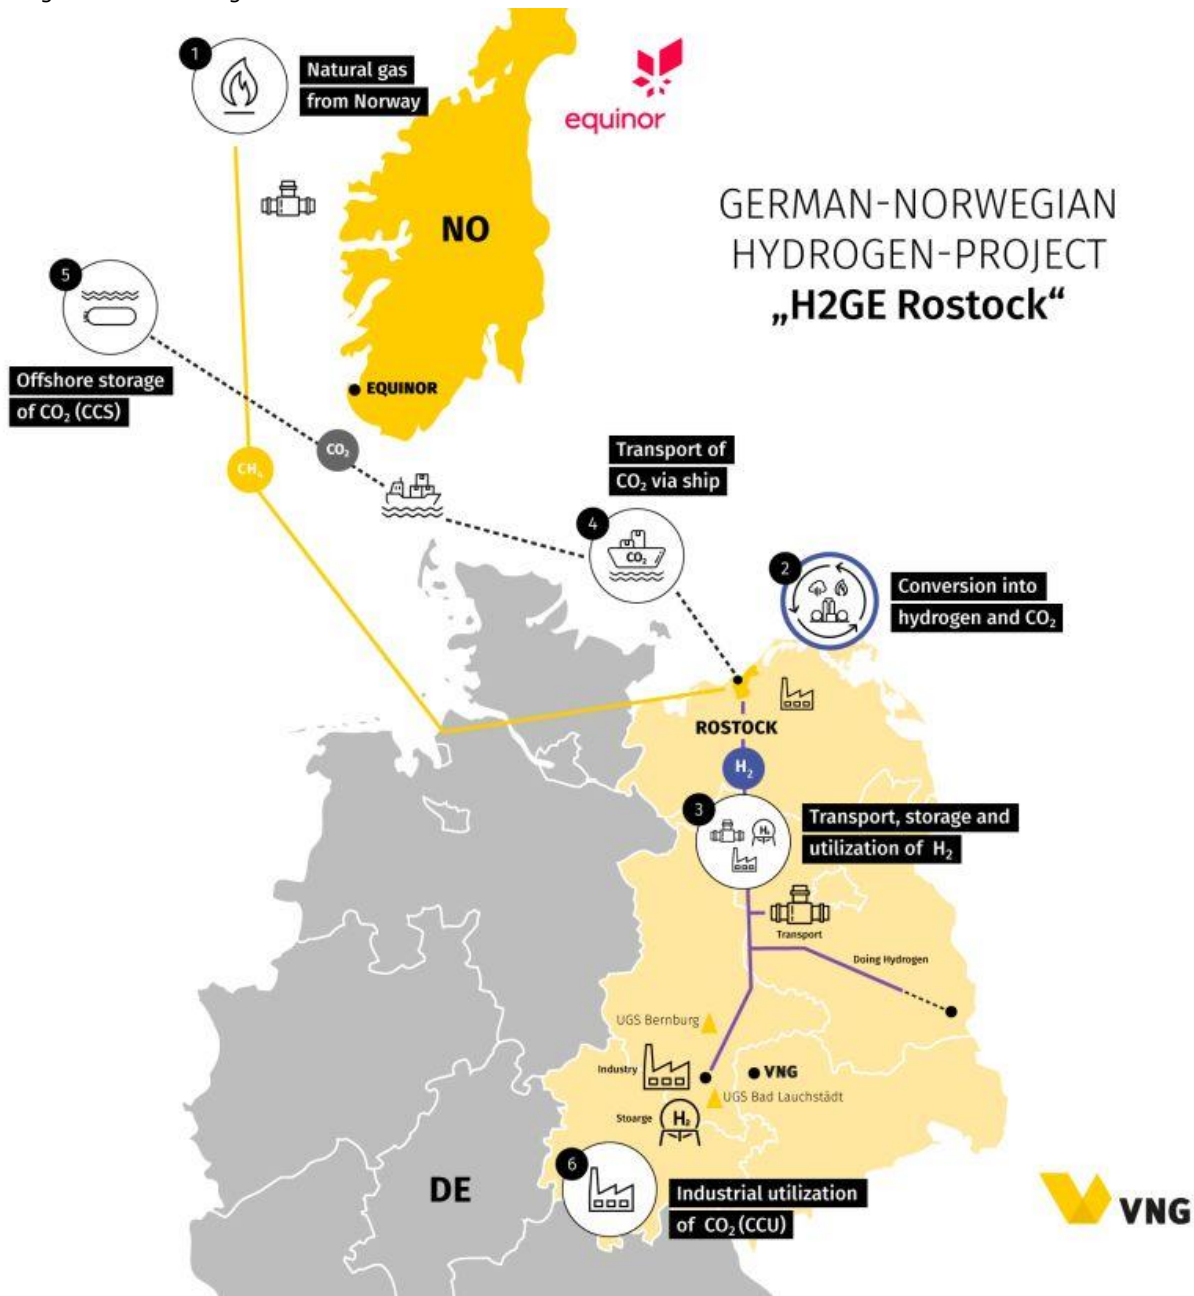 1
Natural gas
from Norway
equinor
GERMAN-NORWEGIAN
HYDROGEN-PROJECT
„H2GE Rostock“
NO
5
Offshore storage
of CO₂ (CCS)
EQUINOR
CO₂
CH₄
Transport of
CO₂ via ship
4
CO₂
2
Conversion into
hydrogen and CO₂
ROSTOCK
H₂
3
H₂
Transport, storage and
utilization of H₂
Transport
Doing Hydrogen
UGS Bernburg
Industry
VNG
UGS Bad Lauchstädt
Stoarge
H₂
6
Industrial utilization
of CO₂ (CCU)
DE
VNG